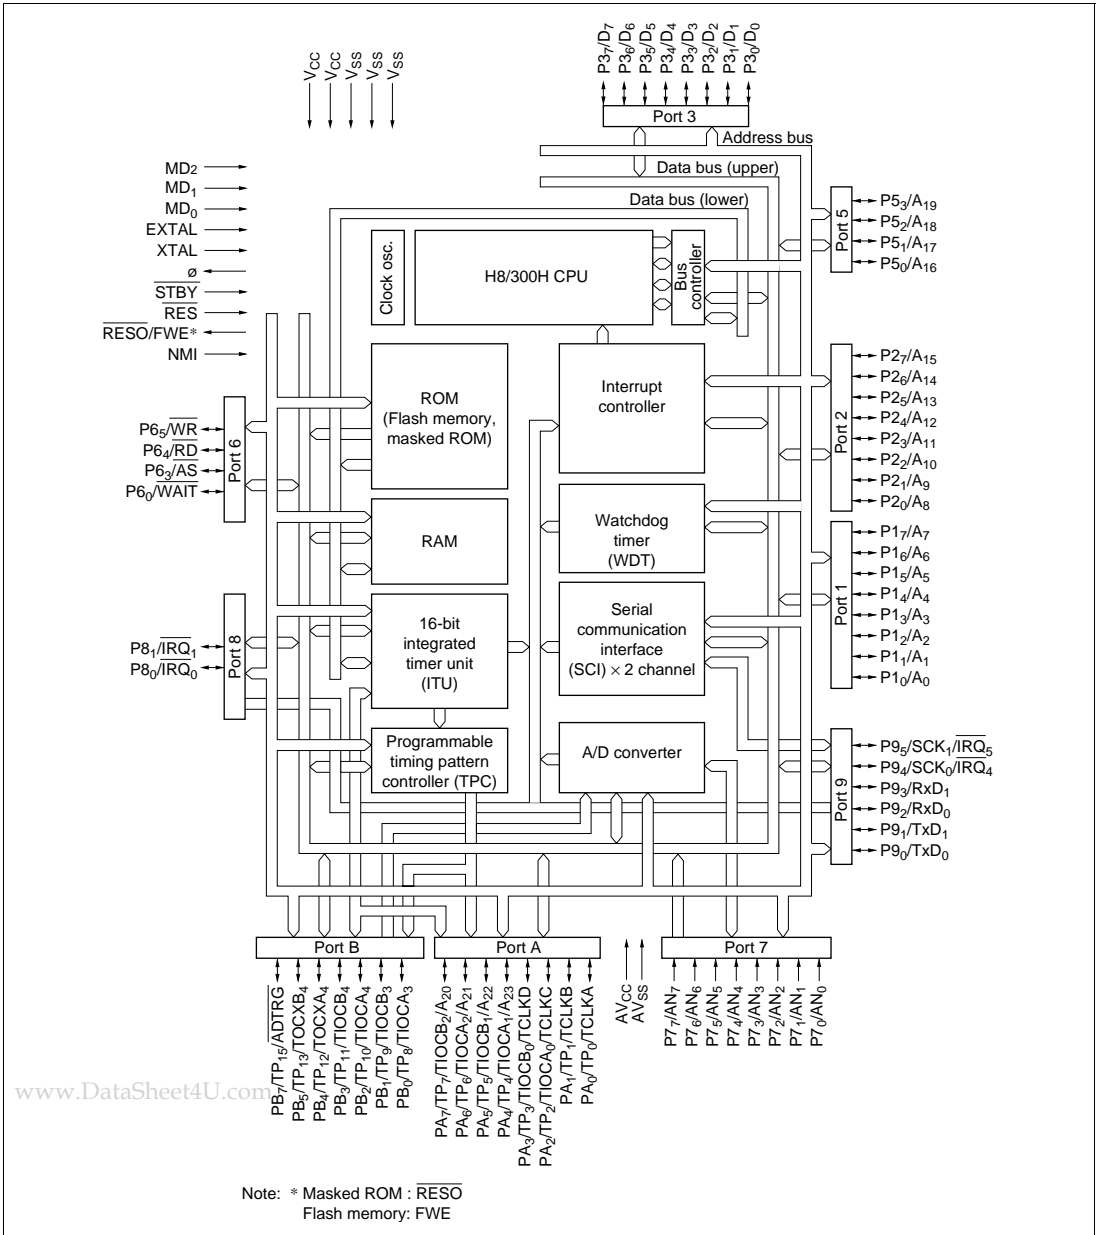 VCC
VCC
VSS
VSS
VSS
P37/D7
P36/D6
P35/D5
P34/D4
P33/D3
P32/D2
P31/D1
P30/D0
Port 3
Address bus
Data bus (upper)
Data bus (lower)
MD2
MD1
MD0
EXTAL
XTAL
ø
STBY
RES
RESO/FWE*
NMI
Clock osc.
H8/300H CPU
Bus
controller
Port 5
P53/A19
P52/A18
P51/A17
P50/A16
ROM
(Flash memory,
masked ROM)
Interrupt
controller
Port 2
P27/A15
P26/A14
P25/A13
P24/A12
P23/A11
P22/A10
P21/A9
P20/A8
P65/WR
P64/RD
P63/AS
P60/WAIT
Port 6
RAM
Watchdog
timer
(WDT)
Port 1
P17/A7
P16/A6
P15/A5
P14/A4
P13/A3
P12/A2
P11/A1
P10/A0
P81/IRQ1
P80/IRQ0
Port 8
16-bit
integrated
timer unit
(ITU)
Serial
communication
interface
(SCI) × 2 channel
Programmable
timing pattern
controller (TPC)
A/D converter
Port 9
P95/SCK1/IRQ5
P94/SCK0/IRQ4
P93/RxD1
P92/RxD0
P91/TxD1
P90/TxD0
Port B
Port A
Port 7
PB7/TP15/ADTRG
PB5/TP13/TOCXB4
PB4/TP12/TOCXA4
PB3/TP11/TIOCB4
PB2/TP10/TIOCA4
PB1/TP9/TIOCB3
PB0/TP8/TIOCA3
PA7/TP7/TIOCB2/A20
PA6/TP6/TIOCA2/A21
PA5/TP5/TIOCB1/A22
PA4/TP4/TIOCA1/A23
PA3/TP3/TIOCB0/TCLKD
PA2/TP2/TIOCA0/TCLKC
PA1/TP1/TCLKB
PA0/TP0/TCLKA
AVCC
AVSS
P77/AN7
P76/AN6
P75/AN5
P74/AN4
P73/AN3
P72/AN2
P71/AN1
P70/AN0
www.DataSheet4U.com
Note: * Masked ROM : RESO
Flash memory: FWE